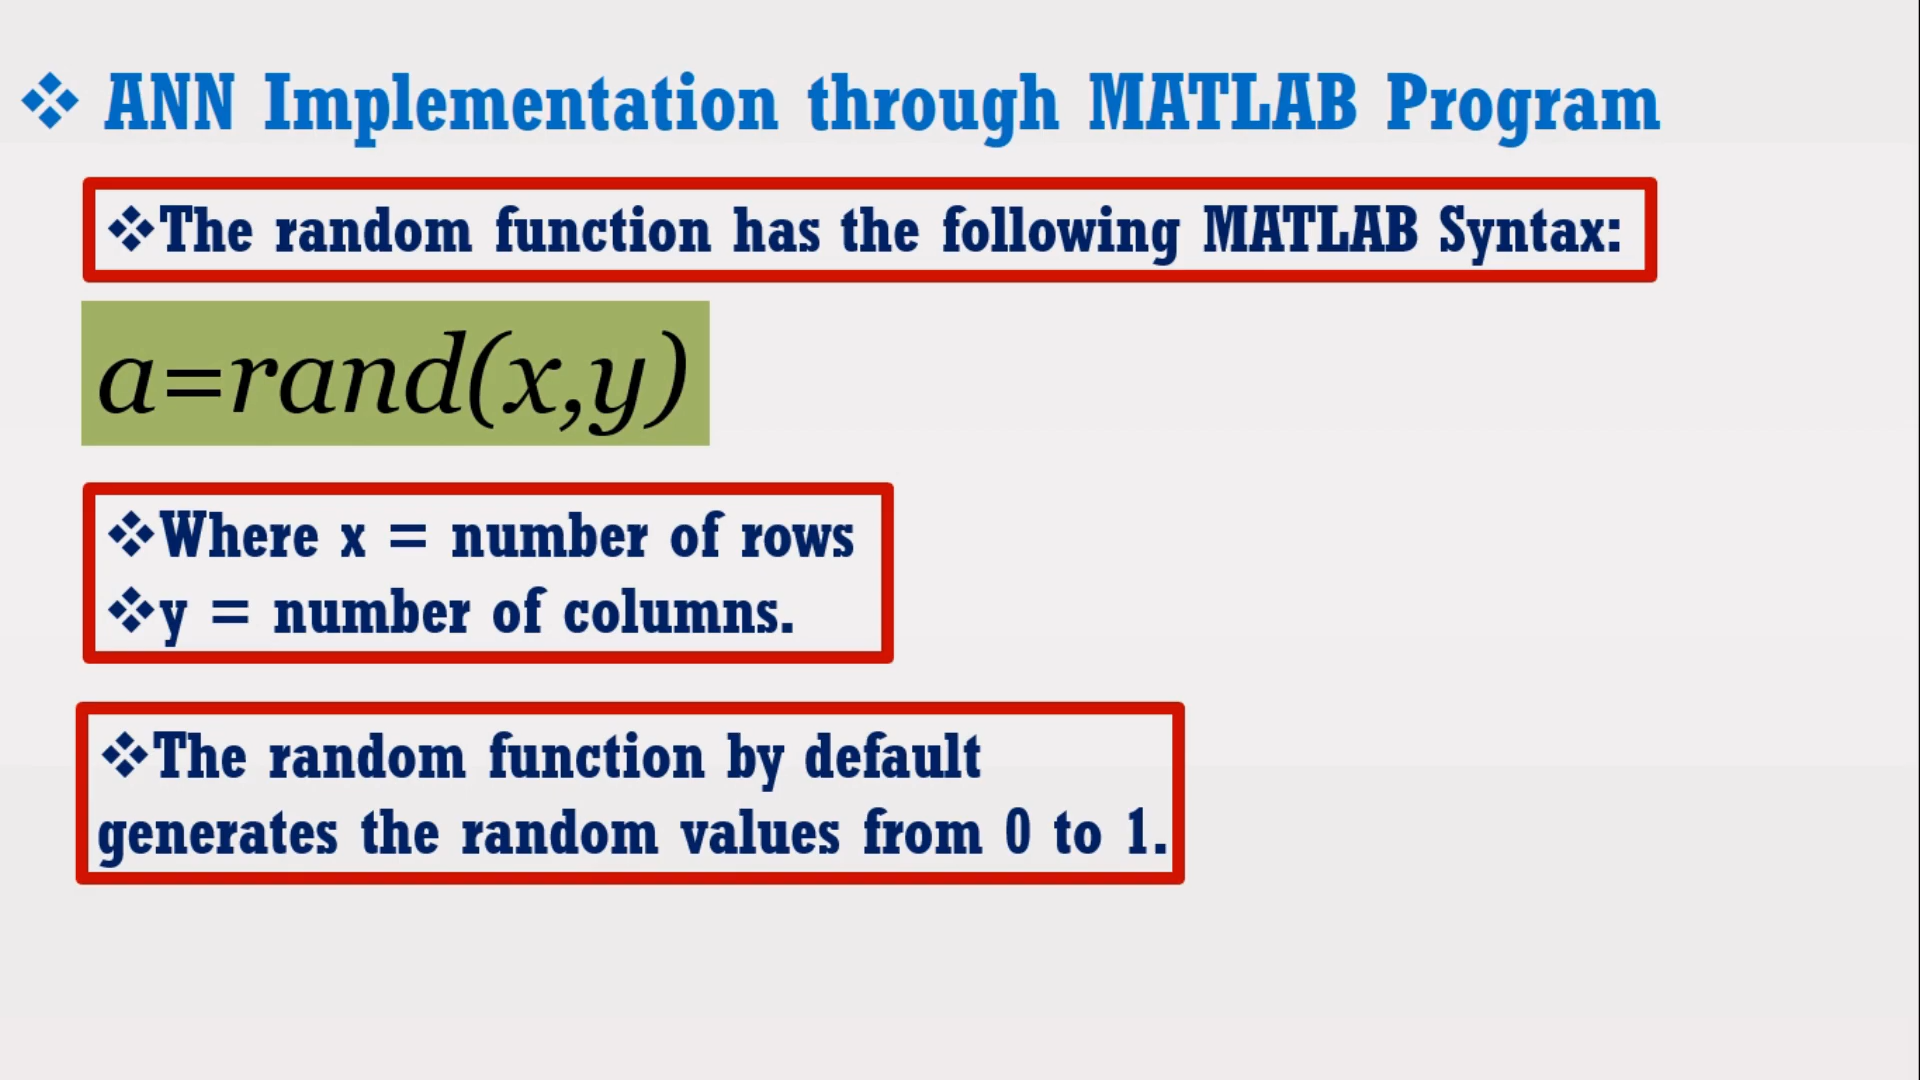 ❖ ANN Implementation through MATLAB Program
❖The random function has the following MATLAB Syntax:
a=rand(x,y)
❖Where x = number of rows
❖y = number of columns.
❖The random function by default
generates the random values from 0 to 1.